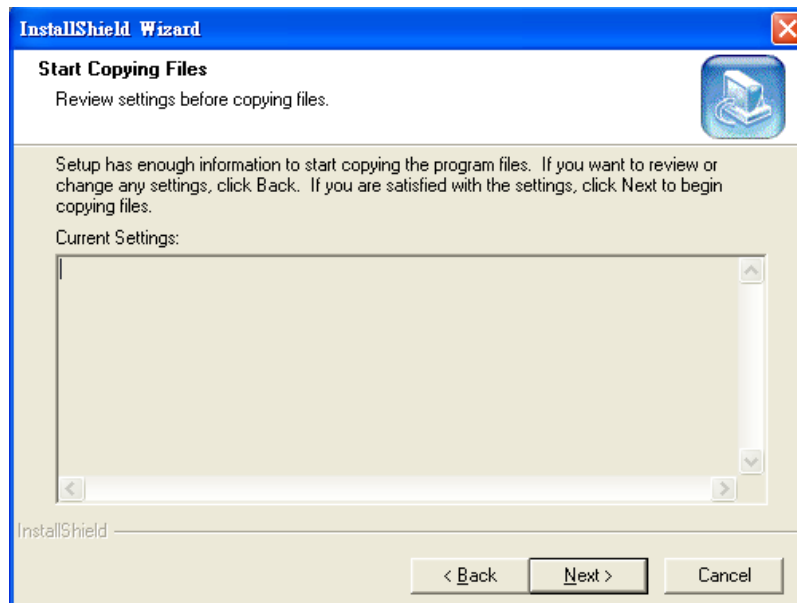 InstallShield Wizard
Start Copying Files
Review settings before copying files.
Setup has enough information to start copying the program files.  If you want to review or
change any settings, click Back.  If you are satisfied with the settings, click Next to begin
copying files.
Current Settings:
InstallShield
< Back Next > Cancel